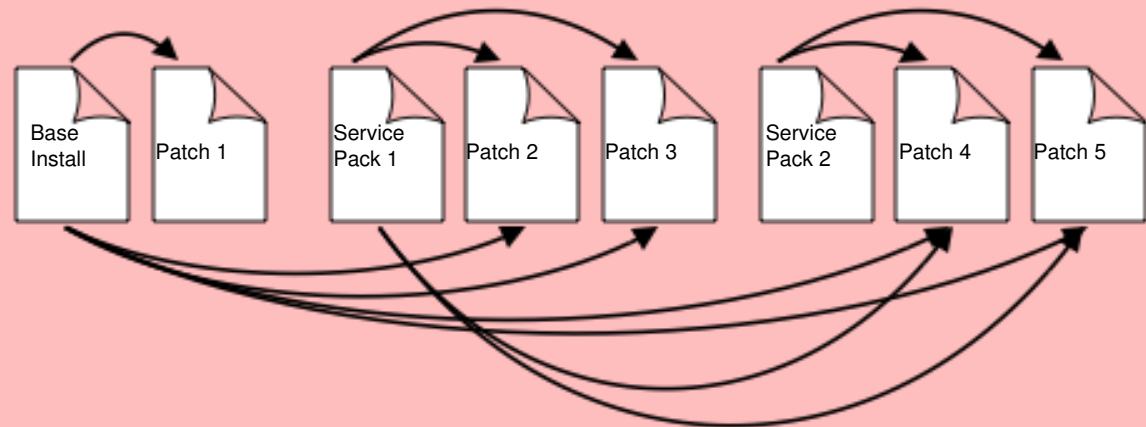 Base
Install
Patch 1
Service
Pack 1
Patch 2
Patch 3
Service
Pack 2
Patch 4
Patch 5